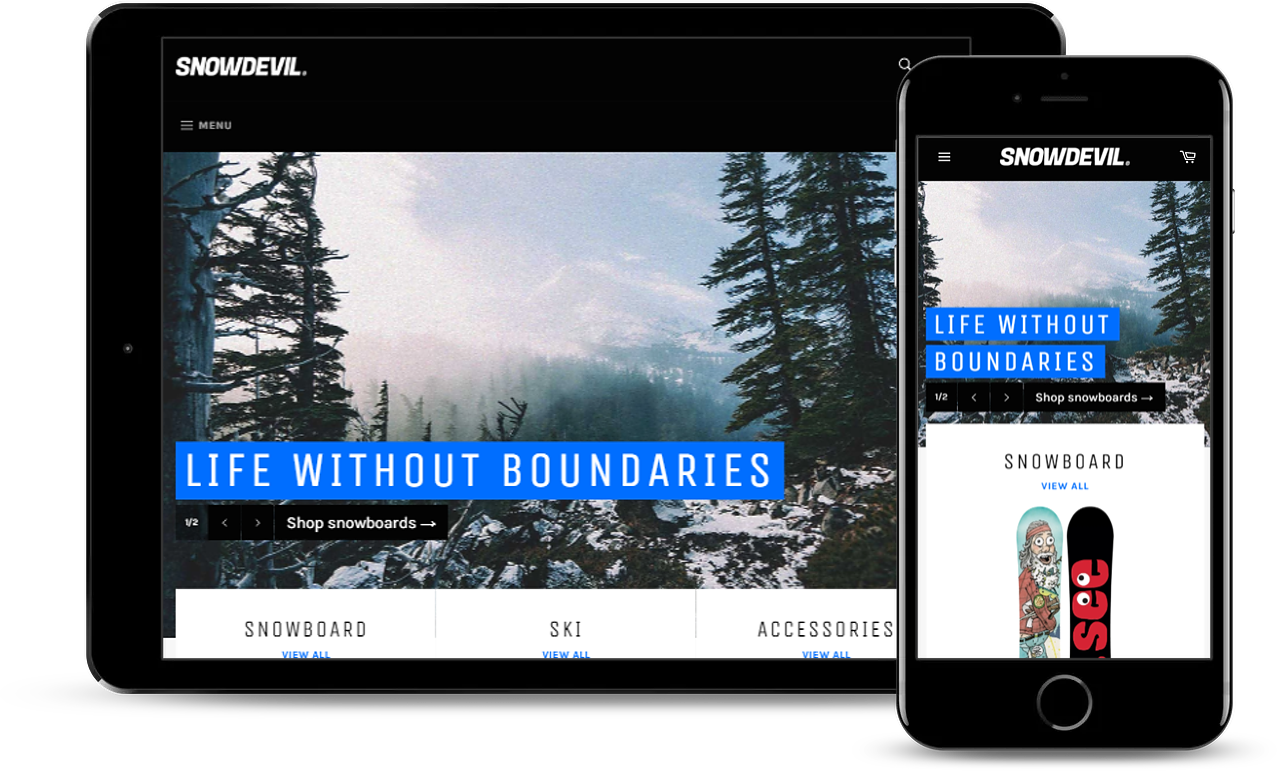 SNOWDEVIL.
MENU
LIFE WITHOUT BOUNDARIES
1/2 < > Shop snowboards →
SNOWBOARD SKI ACCESSORIES
VIEW ALL VIEW ALL VIEW ALL
SNOWDEVIL.
LIFE WITHOUT
BOUNDARIES
1/2 < > Shop snowboards →
SNOWBOARD
VIEW ALL
see